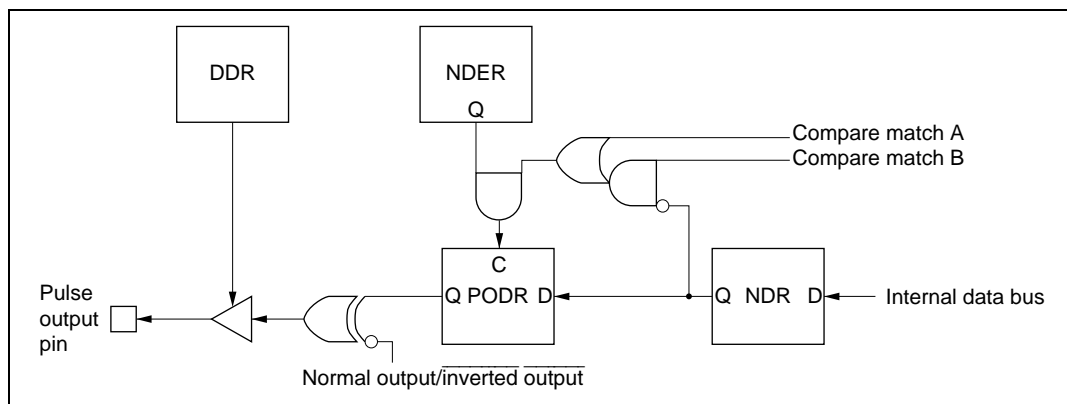 DDR
NDER
Q
Compare match A
Compare match B
C
Q PODR D
Q NDR D
Internal data bus
Pulse
output
pin
Normal output/inverted output